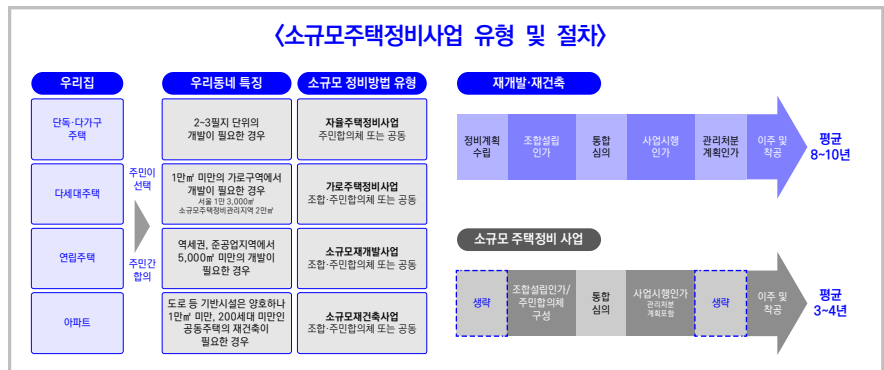 〈소규모주택정비사업 유형 및 절차〉
우리집
우리동네 특징
소규모 정비방법 유형
단독·다가구
주택
다세대주택
연립주택
아파트
주민이
선택
주민간
합의
2~3필지 단위의
개발이 필요한 경우
자율주택정비사업
주민합의체 또는 공동
1만㎡ 미만의 가로구역에서
개발이 필요한 경우
서울 1만 3,000㎡
소규모주택정비관리지역 2만㎡
가로주택정비사업
조합·주민합의체 또는 공동
역세권, 준공업지역에서
5,000㎡ 미만의 개발이
필요한 경우
소규모재개발사업
조합·주민합의체 또는 공동
도로 등 기반시설은 양호하나
1만㎡ 미만, 200세대 미만인
공동주택의 재건축이
필요한 경우
소규모재건축사업
조합·주민합의체 또는 공동
재개발·재건축
정비계획
수립
조합설립
인가
통합
심의
사업시행
인가
관리처분
계획인가
이주 및
착공
평균
8~10년
소규모 주택정비 사업
생략
조합설립인가/
주민합의체
구성
통합
심의
사업시행인가
관리처분
계획포함
생략
이주 및
착공
평균
3~4년